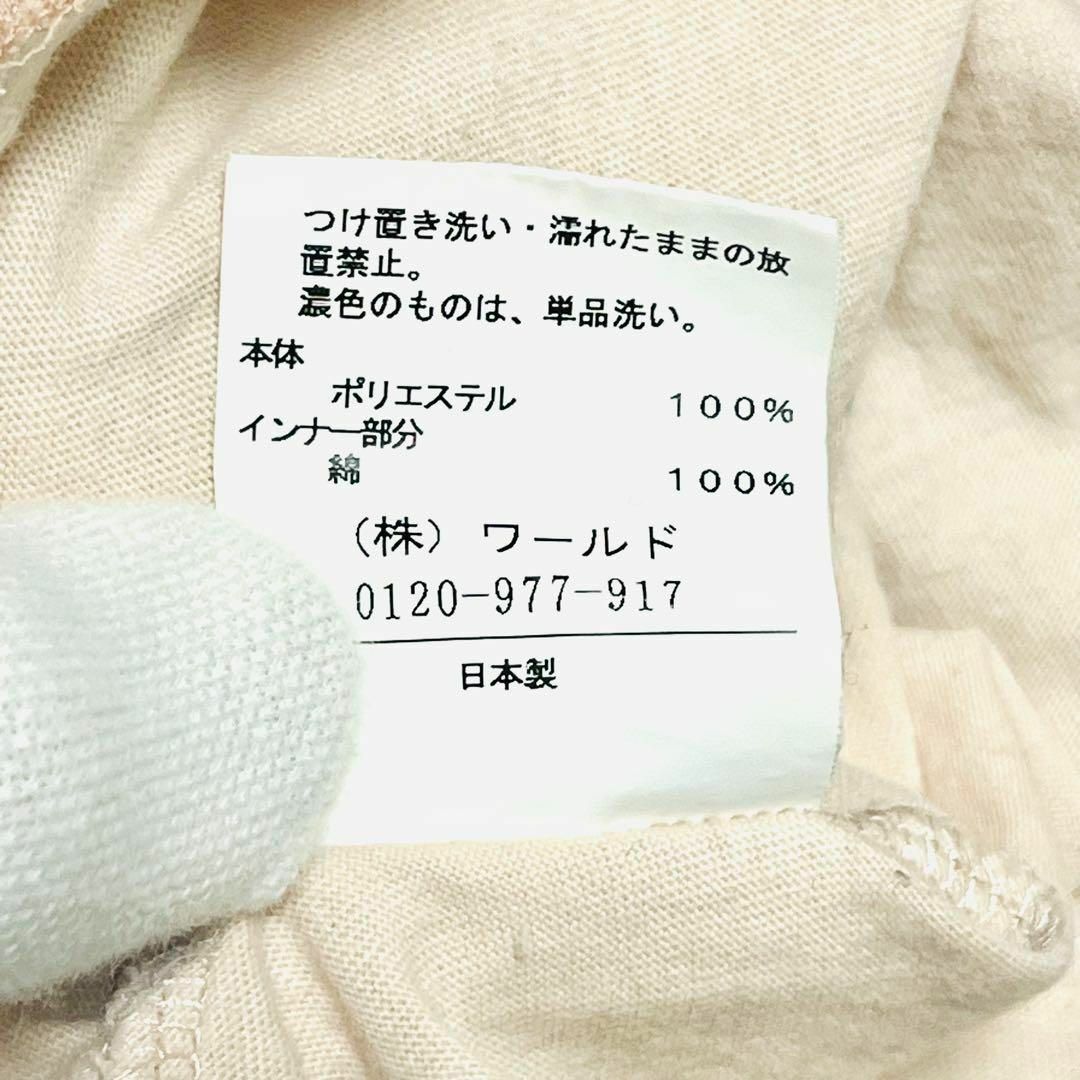 つけ置き洗い・濡れたままの放
置禁止。
濃色のものは、単品洗い。
本体
ポリエステル　１００％
インナー部分
綿　１００％
（株）ワールド
0120-977-917
日本製